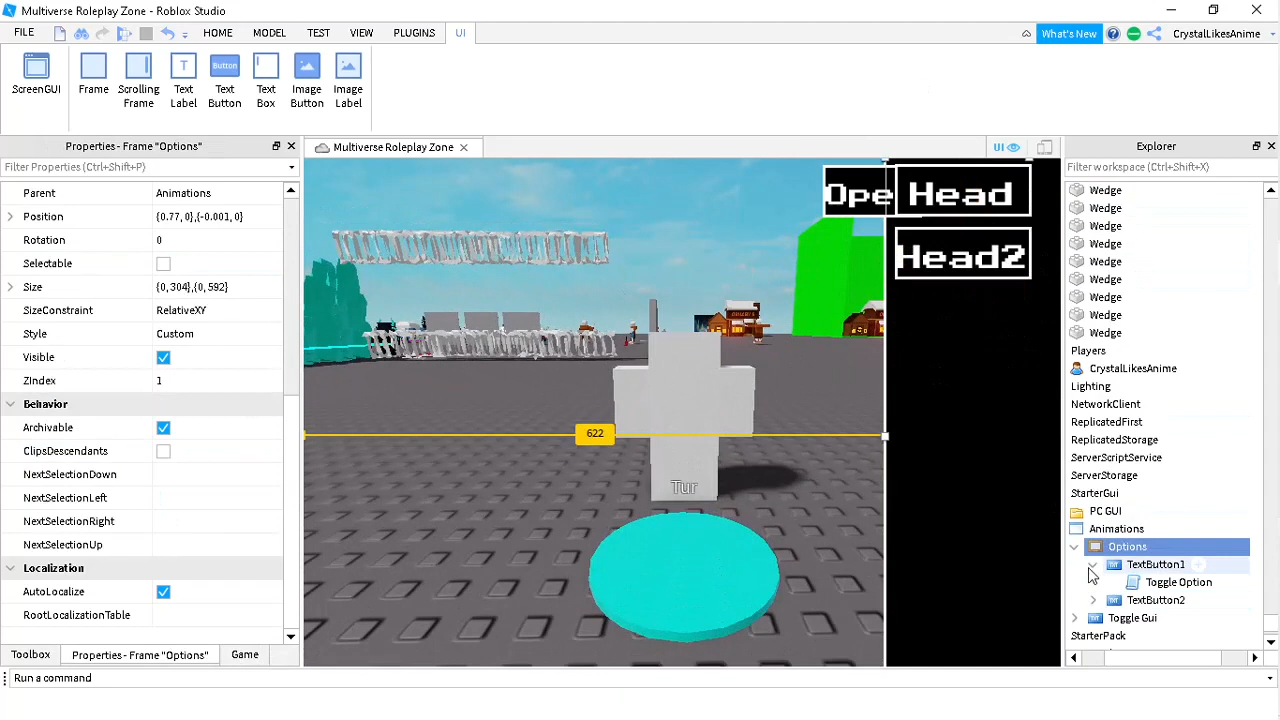 Multiverse Roleplay Zone - Roblox Studio
FILE
HOME
MODEL
TEST
VIEW
PLUGINS
UI
What's New
CrystalLikesAnime
ScreenGUI
Frame
Scrolling
Frame
Text
Label
Text
Button
Text
Box
Image
Button
Image
Label
Button
T
T
Properties - Frame "Options"
Filter Properties (Ctrl+Shift+P)
Parent Animations
Position {0.77, 0},{-0.001, 0}
Rotation 0
Selectable
Size {0, 304},{0, 592}
SizeConstraint RelativeXY
Style Custom
Visible
ZIndex 1
Behavior
Archivable
ClipsDescendants
NextSelectionDown
NextSelectionLeft
NextSelectionRight
NextSelectionUp
Localization
AutoLocalize
RootLocalizationTable
Toolbox
Properties - Frame "Options"
Game
Run a command
Multiverse Roleplay Zone
UI
Ope
Head
Head2
622
Tur
Explorer
Filter workspace (Ctrl+Shift+X)
Wedge
Wedge
Wedge
Wedge
Wedge
Wedge
Wedge
Wedge
Wedge
Players
CrystalLikesAnime
Lighting
NetworkClient
ReplicatedFirst
ReplicatedStorage
ServerScriptService
ServerStorage
StarterGui
PC GUI
Animations
Options
TextButton1
Toggle Option
TextButton2
Toggle Gui
StarterPack